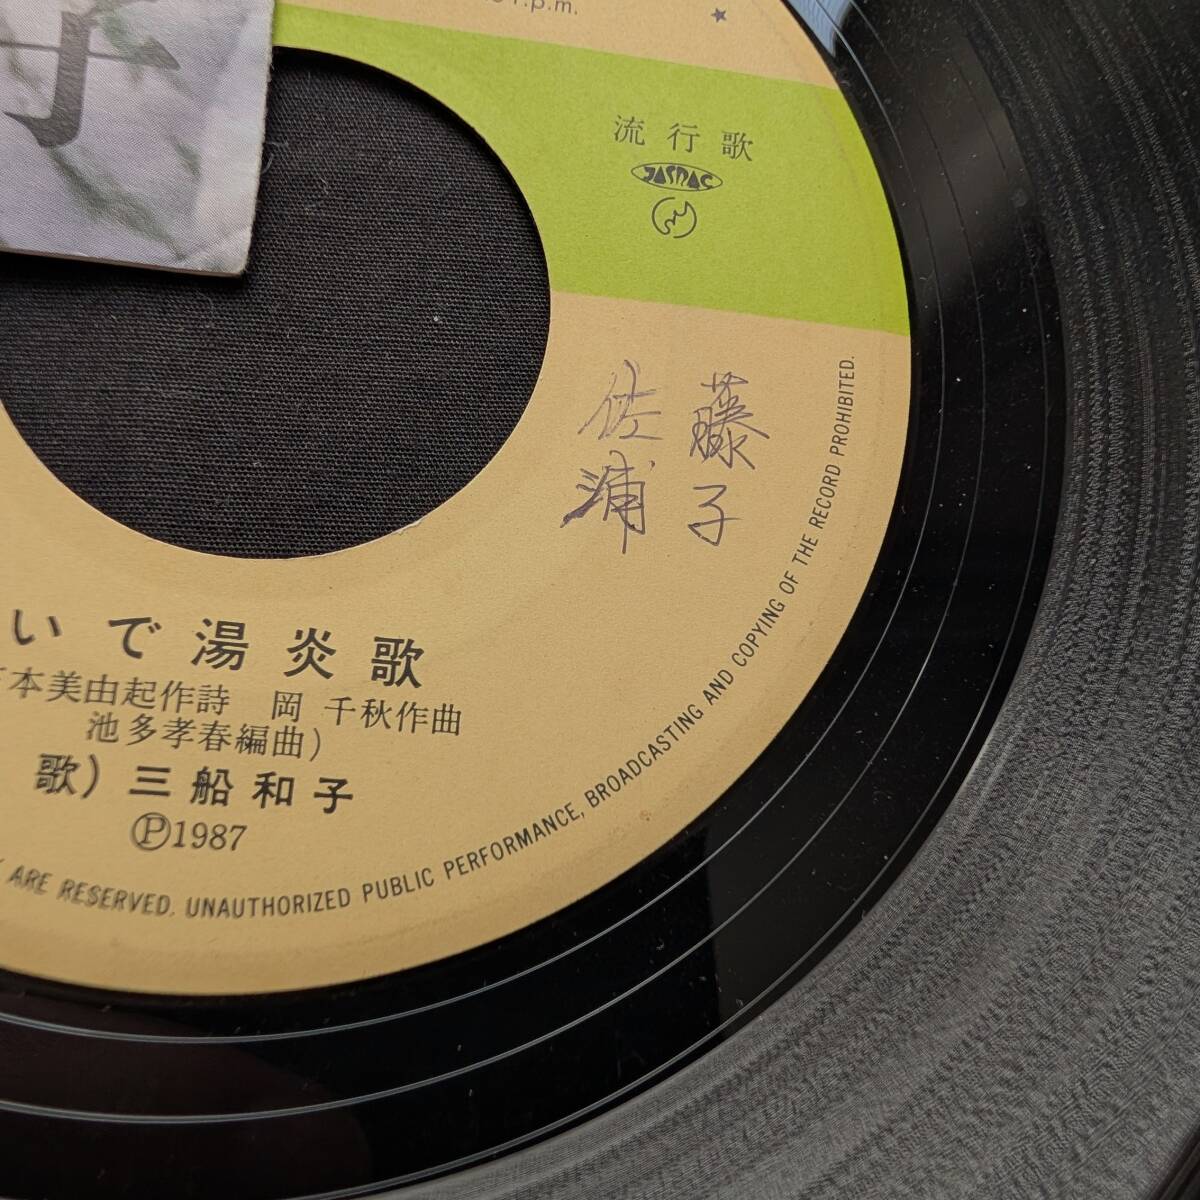 子
r.p.m.
流行歌
JASRAC
佐藤
浦子
いで湯炎歌
本美由起作詩 岡 千秋作曲
池多孝春編曲)
歌) 三船和子
Ⓟ1987
ARE RESERVED. UNAUTHORIZED PUBLIC PERFORMANCE, BROADCASTING AND COPYING OF THE RECORD PROHIBITED.